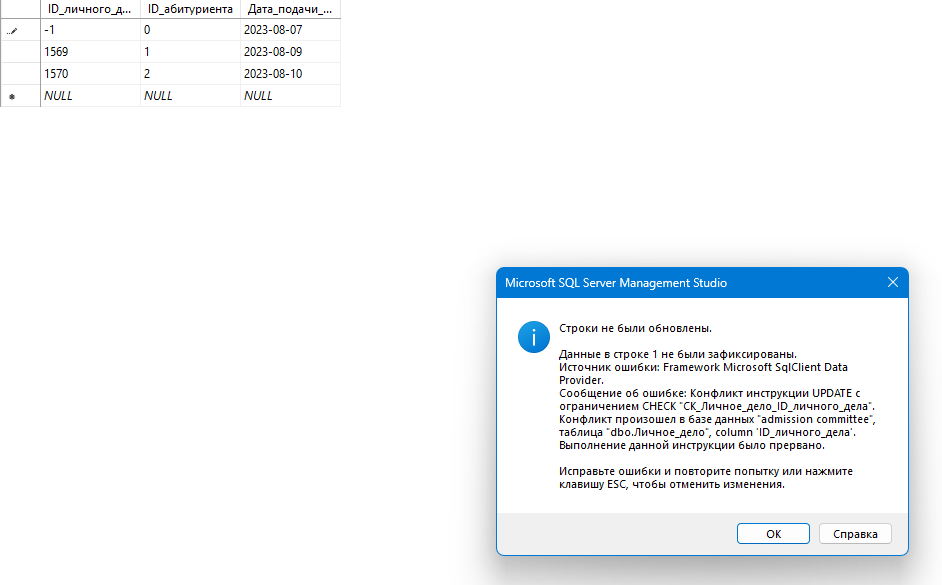 ID_личного_д... ID_абитуриента Дата_подачи_...
-1 0 2023-08-07
1569 1 2023-08-09
1570 2 2023-08-10
NULL NULL NULL
Microsoft SQL Server Management Studio
Строки не были обновлены.
Данные в строке 1 не были зафиксированы.
Источник ошибки: Framework Microsoft SqlClient Data
Provider.
Сообщение об ошибке: Конфликт инструкции UPDATE с
ограничением CHECK "CK_Личное_дело_ID_личного_дела".
Конфликт произошел в базе данных "admission committee",
таблица "dbo.Личное_дело", column 'ID_личного_дела'.
Выполнение данной инструкции было прервано.
Исправьте ошибки и повторите попытку или нажмите
клавишу ESC, чтобы отменить изменения.
OK Справка